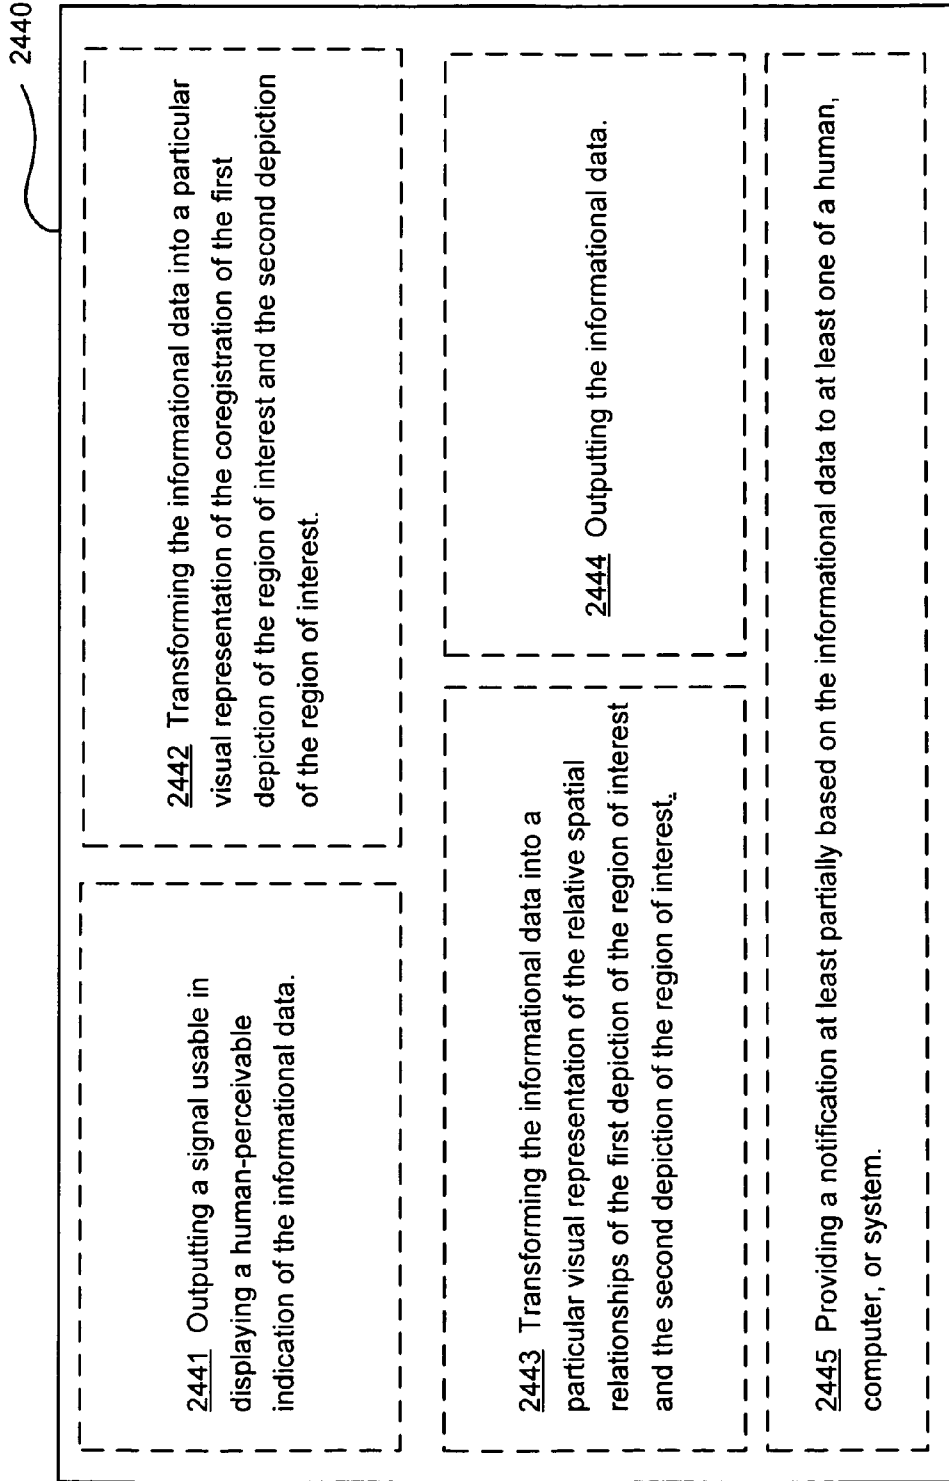 2440
2441 Outputting a signal usable in
displaying a human-perceivable
indication of the informational data.
2442 Transforming the informational data into a particular
visual representation of the coregistration of the first
depiction of the region of interest and the second depiction
of the region of interest.
2443 Transforming the informational data into a
particular visual representation of the relative spatial
relationships of the first depiction of the region of interest
and the second depiction of the region of interest.
2444 Outputting the informational data.
2445 Providing a notification at least partially based on the informational data to at least one of a human,
computer, or system.